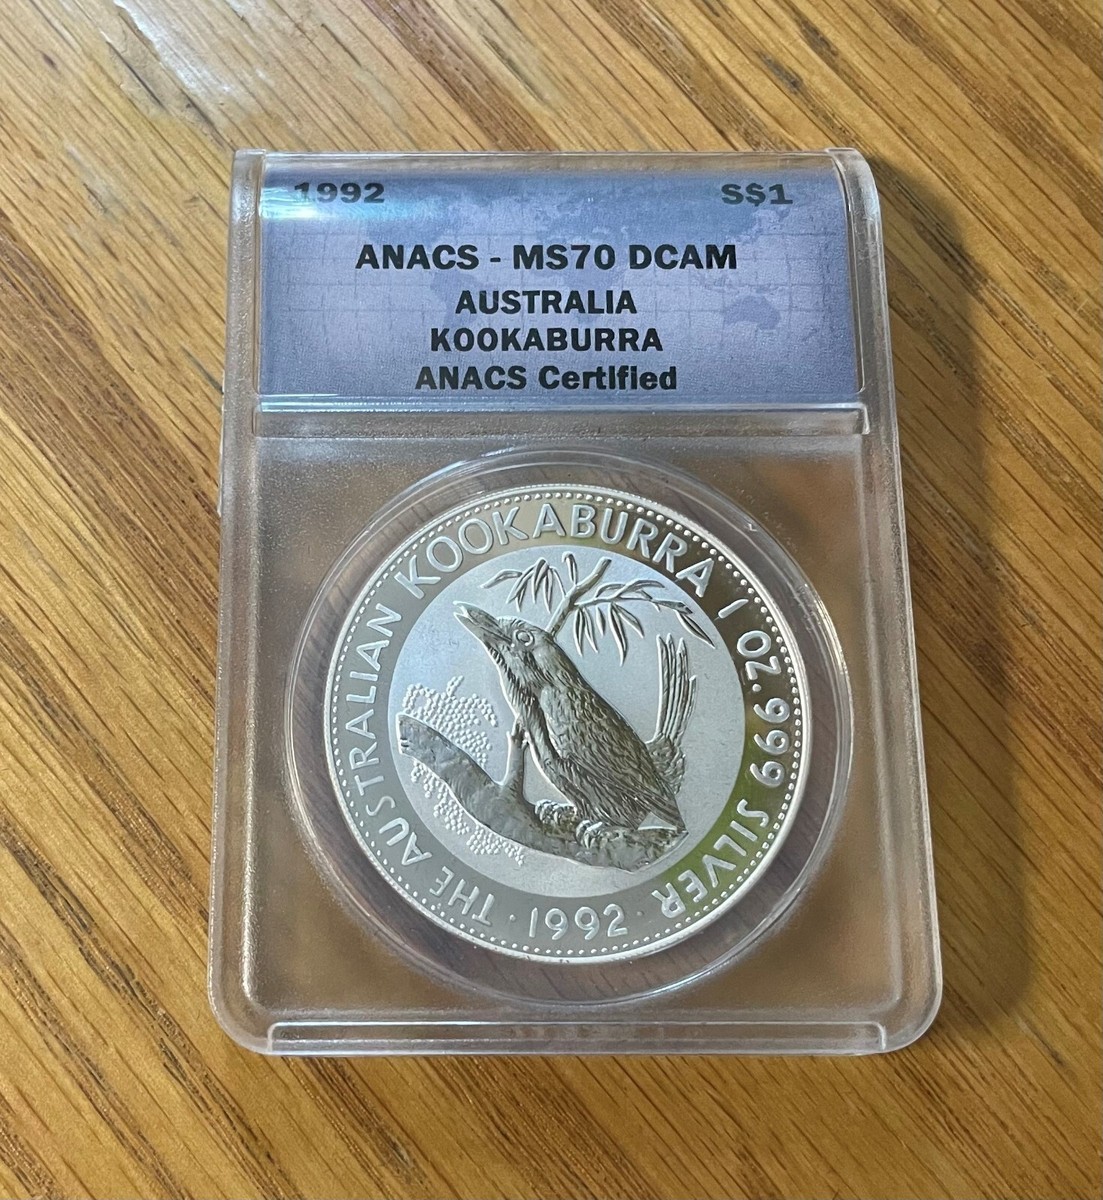 1992 S$1
ANACS - MS70 DCAM
AUSTRALIA
KOOKABURRA
ANACS Certified
THE AUSTRALIAN KOOKABURRA 1 OZ. 999 SILVER
· 1992 ·